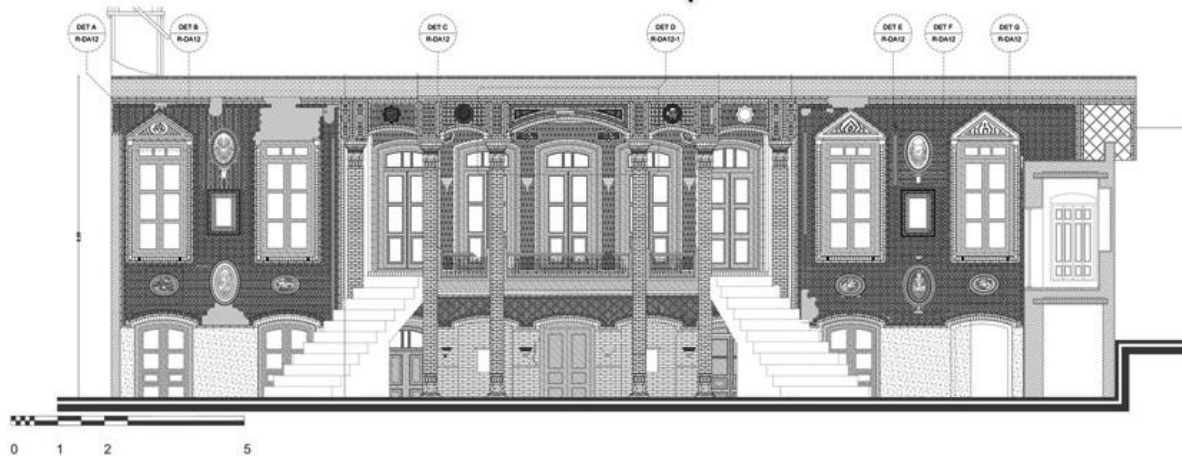 DET A
R-DA12
DET B
R-DA12
DET C
R-DA12
DET D
R-DA12-1
DET E
R-DA12
DET F
R-DA12
DET G
R-DA12
0 1 2 5